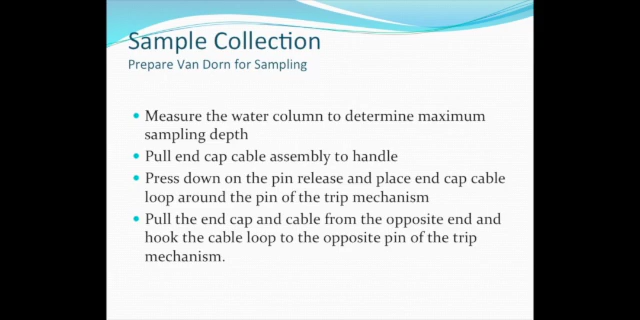 Sample Collection
Prepare Van Dorn for Sampling
• Measure the water column to determine maximum
sampling depth
• Pull end cap cable assembly to handle
• Press down on the pin release and place end cap cable
loop around the pin of the trip mechanism
• Pull the end cap and cable from the opposite end and
hook the cable loop to the opposite pin of the trip
mechanism.